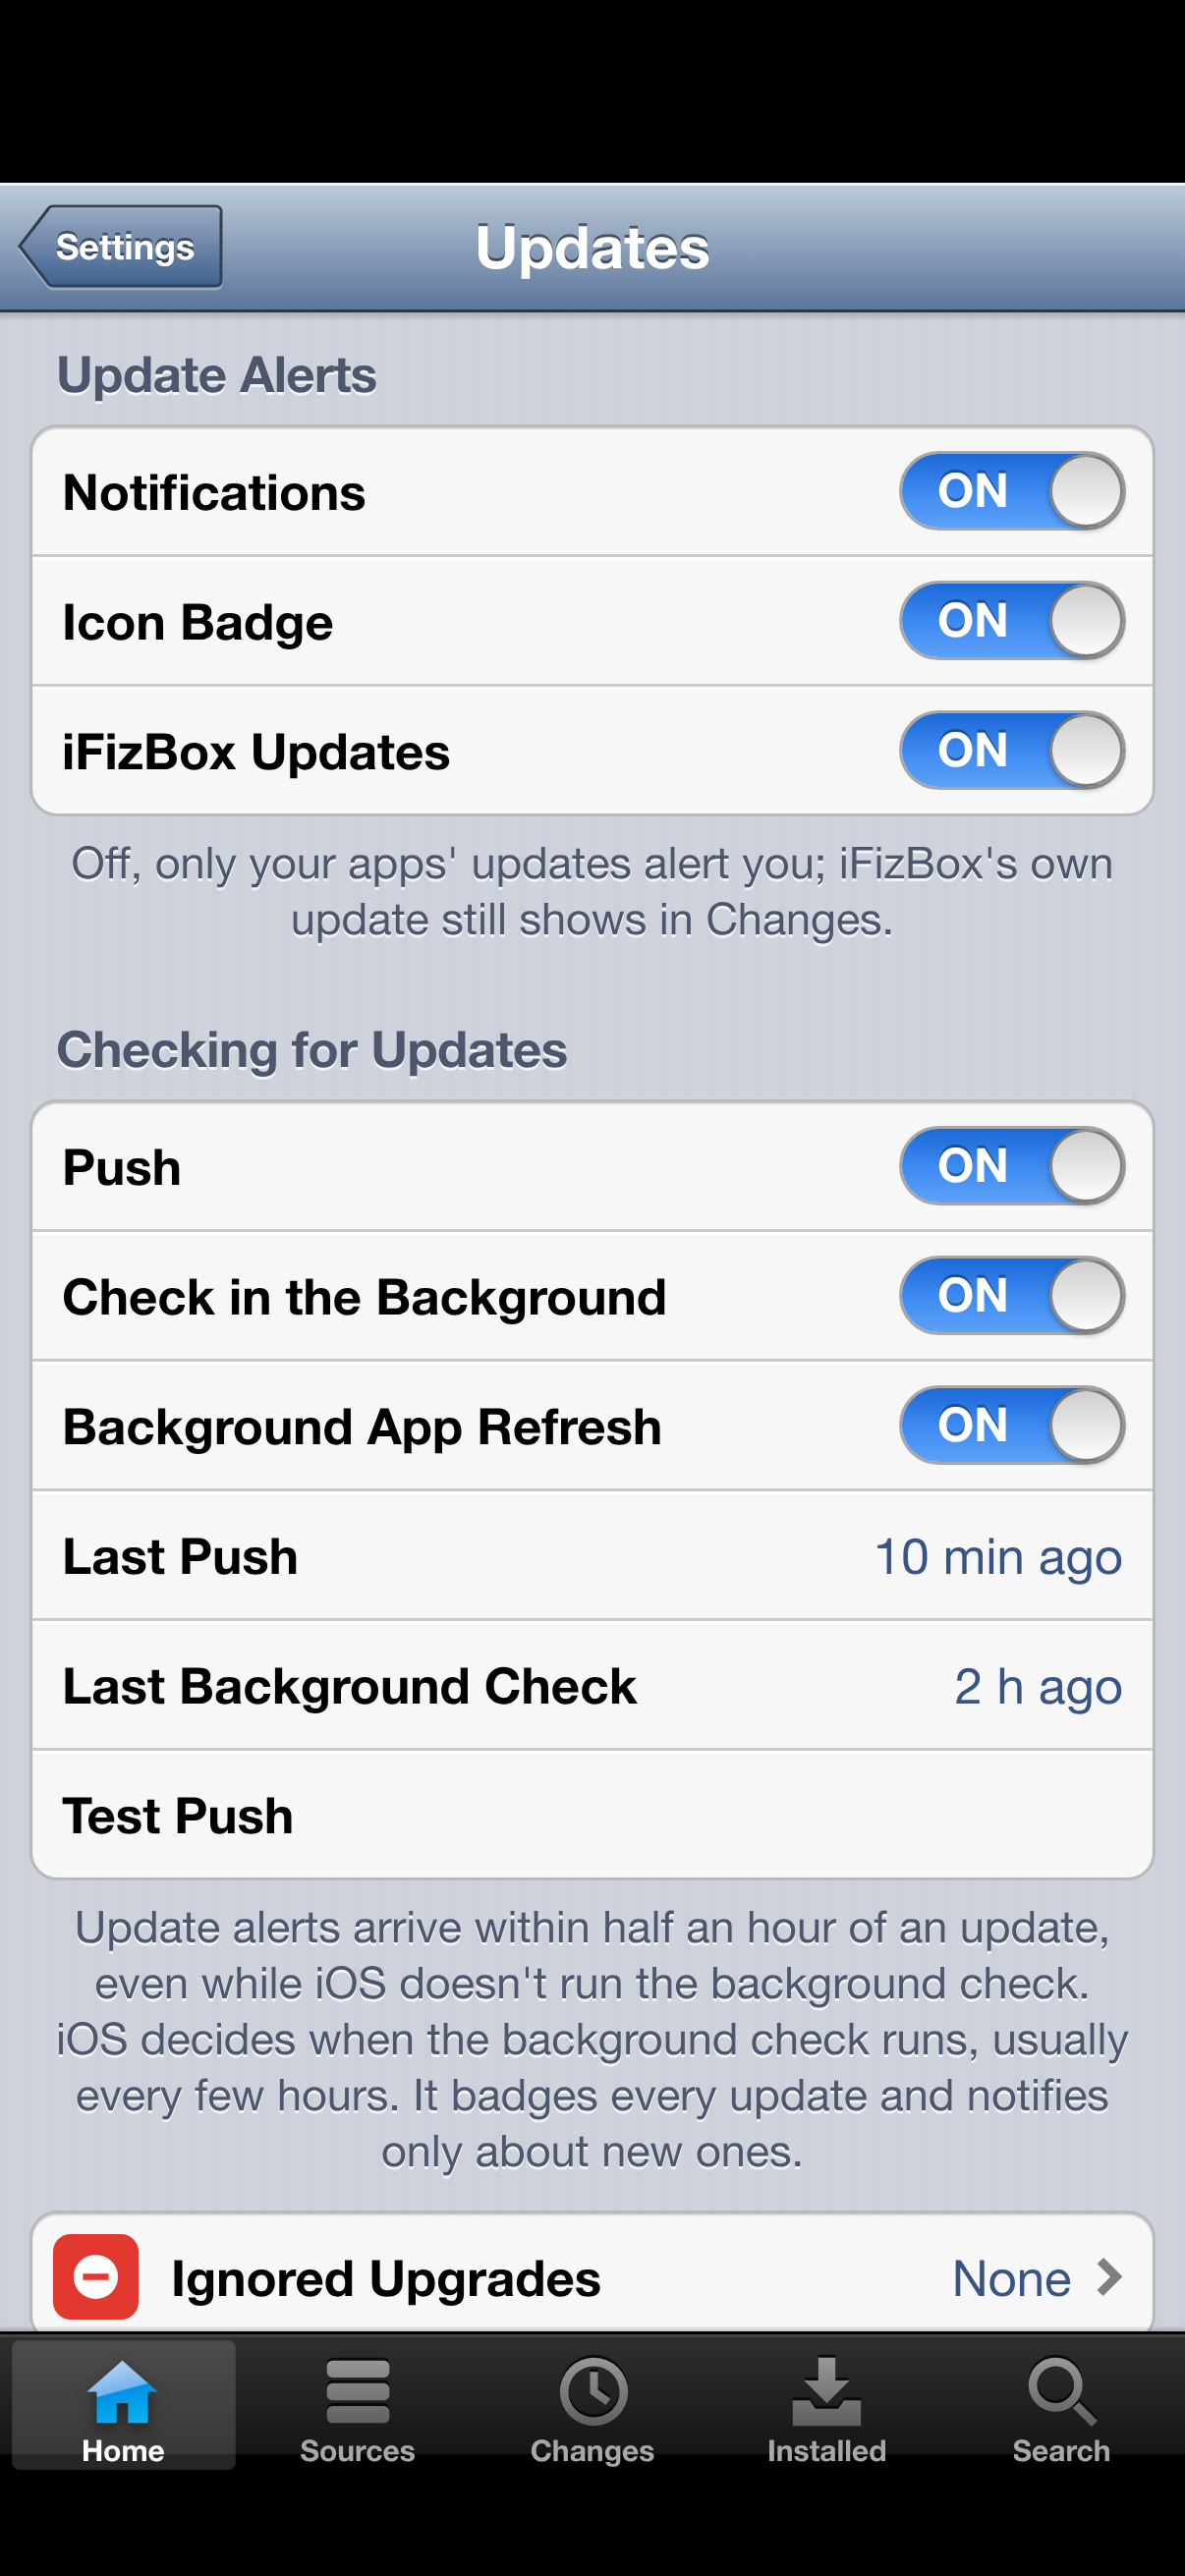 Settings
Updates
Update Alerts
Notifications ON
Icon Badge ON
iFizBox Updates ON
Off, only your apps' updates alert you; iFizBox's own
update still shows in Changes.
Checking for Updates
Push ON
Check in the Background ON
Background App Refresh ON
Last Push 10 min ago
Last Background Check 2 h ago
Test Push
Update alerts arrive within half an hour of an update,
even while iOS doesn't run the background check.
iOS decides when the background check runs, usually
every few hours. It badges every update and notifies
only about new ones.
Ignored Upgrades None
Home Sources Changes Installed Search